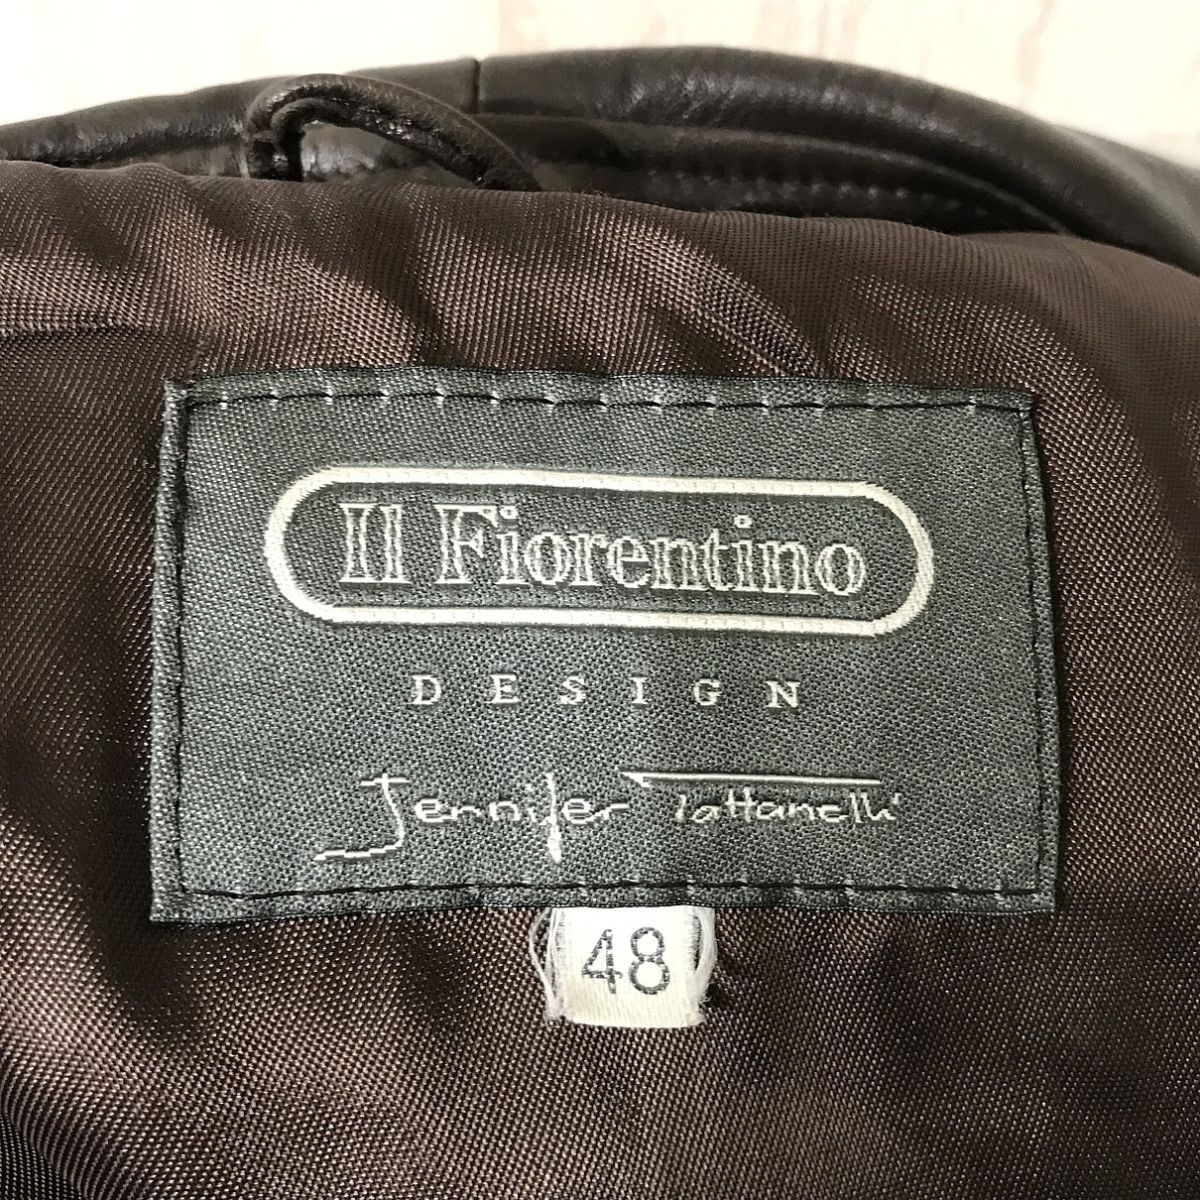 Il Fiorentino
DESIGN
Jennifer Tattanelli
48